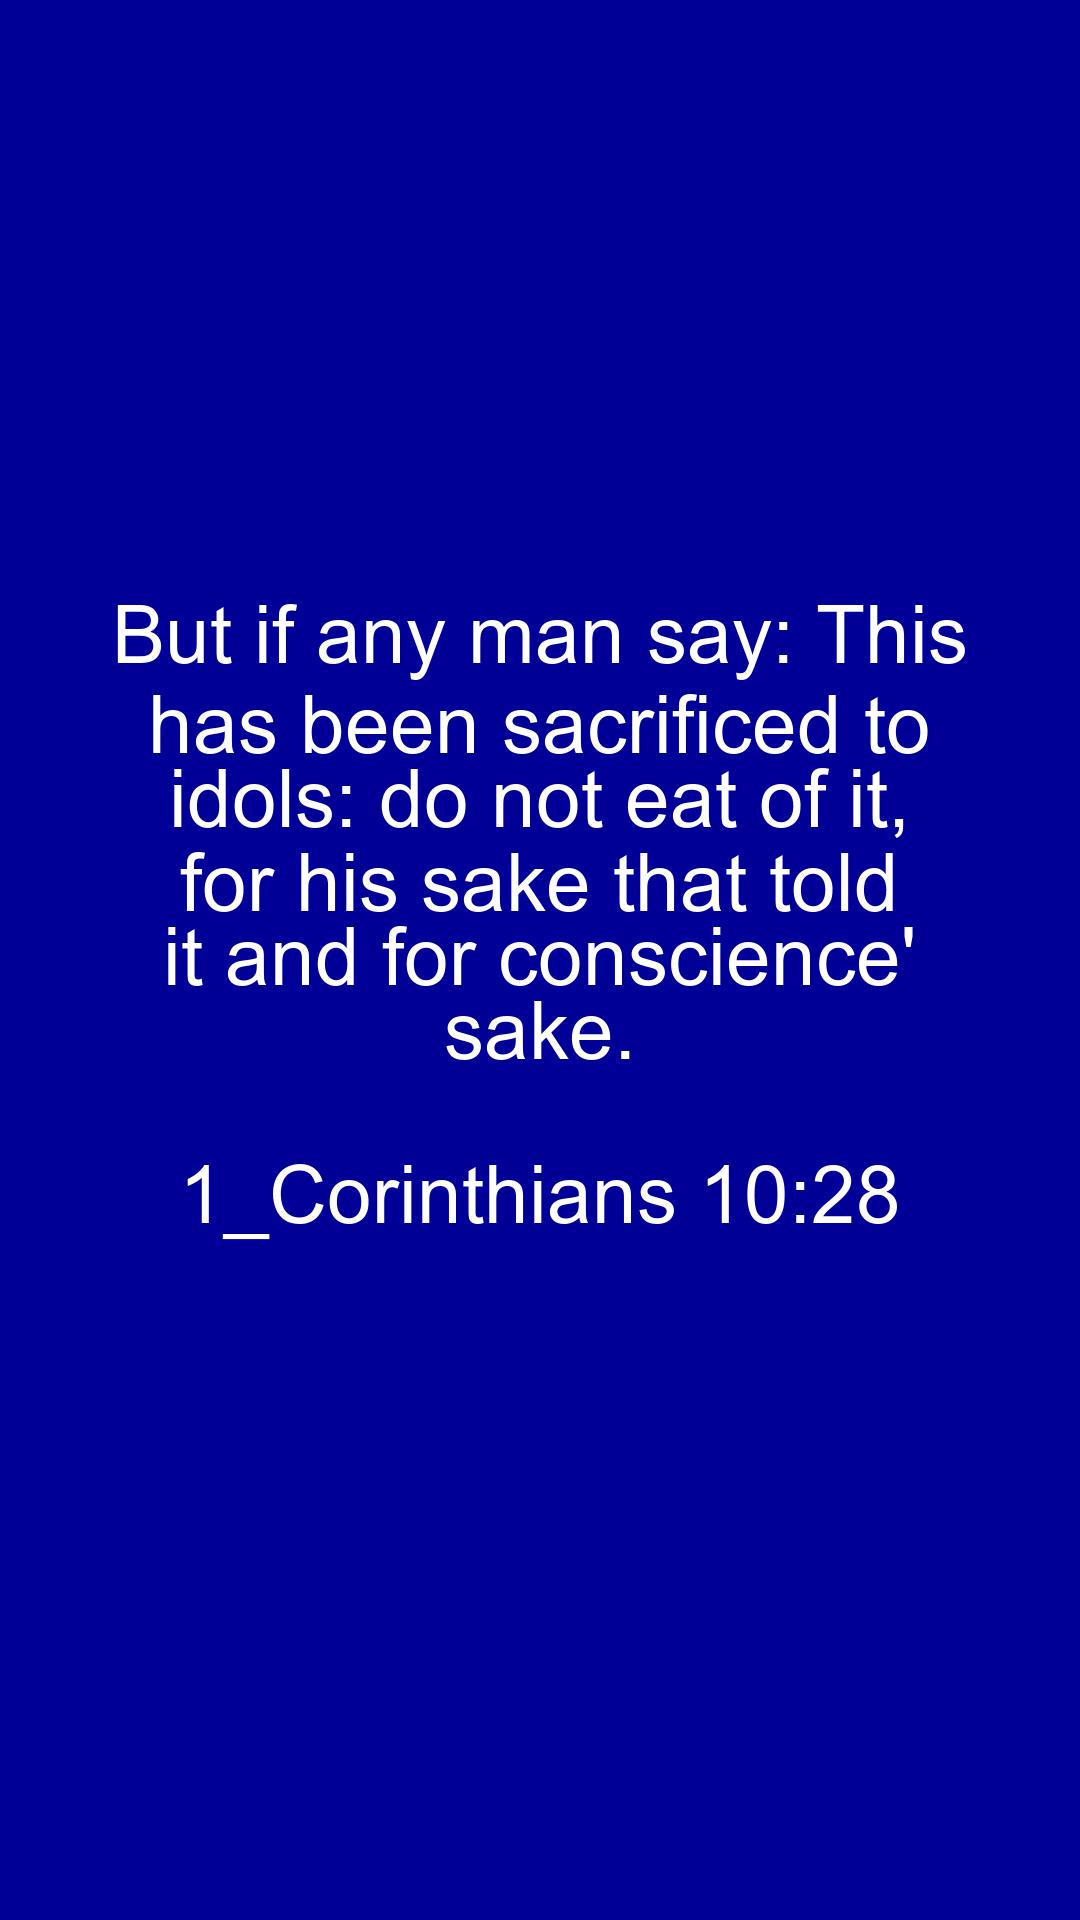 But if any man say: This
has been sacrificed to
idols: do not eat of it,
for his sake that told
it and for conscience'
sake.
1_Corinthians 10:28